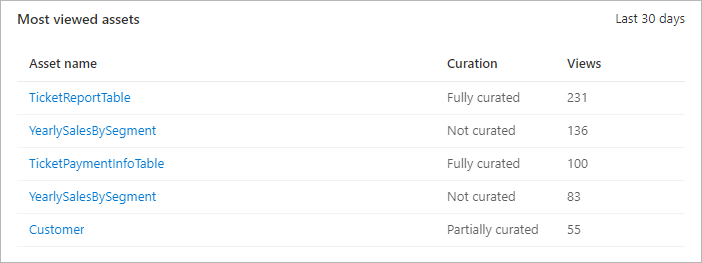 Most viewed assets Last 30 days
Asset name Curation Views
TicketReportTable Fully curated 231
YearlySalesBySegment Not curated 136
TicketPaymentInfoTable Fully curated 100
YearlySalesBySegment Not curated 83
Customer Partially curated 55